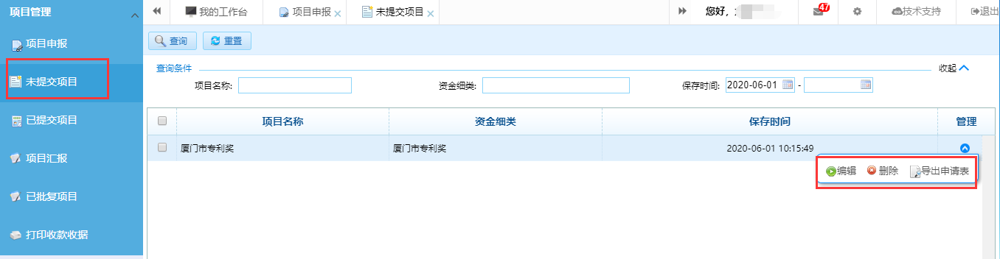 项目管理
我的工作台
项目申报
未提交项目
您好,
47
技术支持
退出
项目申报
未提交项目
已提交项目
项目汇报
已批复项目
打印收款收据
查询
重置
查询条件
收起
项目名称:
资金细类:
保存时间: 2020-06-01 -
项目名称 资金细类 保存时间 管理
厦门市专利奖 厦门市专利奖 2020-06-01 10:15:49
编辑 删除 导出申请表